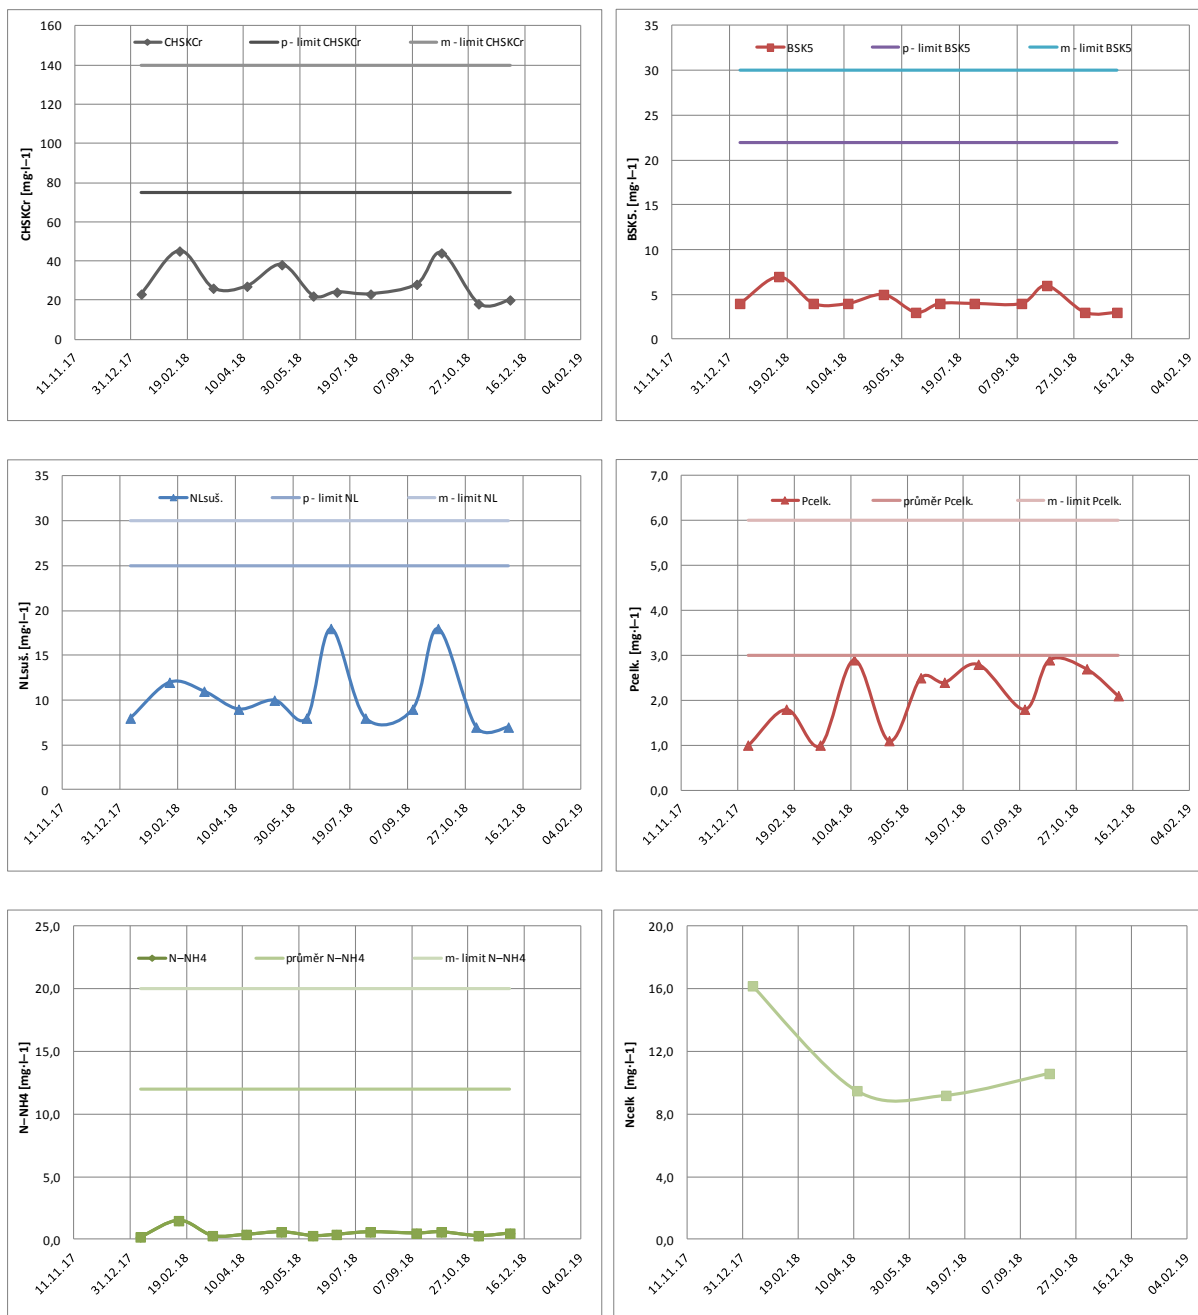 CHSKCr p - limit CHSKCr m - limit CHSKCr
160
140
120
100
80
60
40
20
0
CHSKCr [mg·l–1]
11.11.17 31.12.17 19.02.18 10.04.18 30.05.18 19.07.18 07.09.18 27.10.18 16.12.18 04.02.19
BSK5 p - limit BSK5 m - limit BSK5
35
30
25
20
15
10
5
0
BSK5. [mg·l–1]
11.11.17 31.12.17 19.02.18 10.04.18 30.05.18 19.07.18 07.09.18 27.10.18 16.12.18 04.02.19
NLsuš. p - limit NL m - limit NL
35
30
25
20
15
10
5
0
NLsuš. [mg·l–1]
11.11.17 31.12.17 19.02.18 10.04.18 30.05.18 19.07.18 07.09.18 27.10.18 16.12.18 04.02.19
Pcelk. průměr Pcelk. m - limit Pcelk.
7,0
6,0
5,0
4,0
3,0
2,0
1,0
0,0
Pcelk. [mg·l–1]
11.11.17 31.12.17 19.02.18 10.04.18 30.05.18 19.07.18 07.09.18 27.10.18 16.12.18 04.02.19
N–NH4 průměr N–NH4 m- limit N–NH4
25,0
20,0
15,0
10,0
5,0
0,0
N–NH4 [mg·l–1]
11.11.17 31.12.17 19.02.18 10.04.18 30.05.18 19.07.18 07.09.18 27.10.18 16.12.18 04.02.19
20,0
16,0
12,0
8,0
4,0
0,0
Ncelk [mg·l–1]
11.11.17 31.12.17 19.02.18 10.04.18 30.05.18 19.07.18 07.09.18 27.10.18 16.12.18 04.02.19